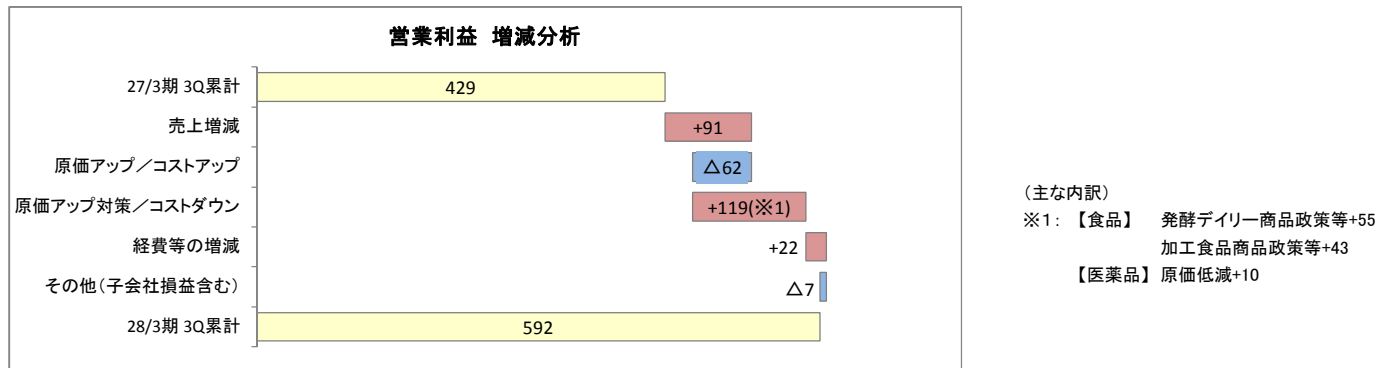 営業利益 増減分析
27/3期 3Q累計 429
売上増減 +91
原価アップ／コストアップ △62
原価アップ対策／コストダウン +119(※1)
経費等の増減 +22
その他（子会社損益含む） △7
28/3期 3Q累計 592
（主な内訳）
※1： 【食品】 発酵デイリー商品政策等+55
加工食品商品政策等+43
【医薬品】 原価低減+10